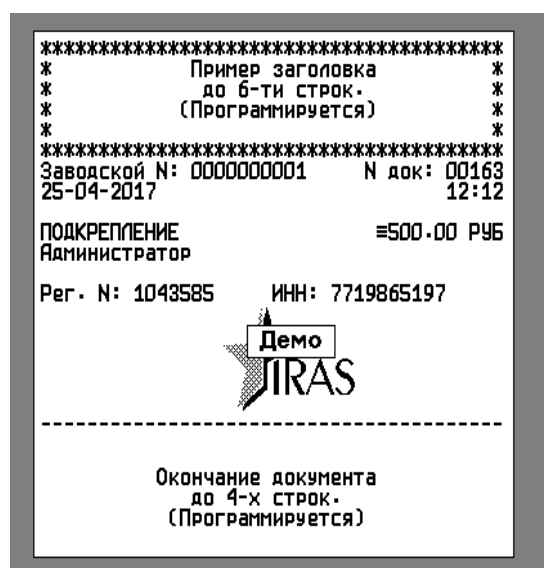 ****************************************
* Пример заголовка *
* до 6-ти строк. *
* (Программируется) *
* *
****************************************
Заводской N: 0000000001 N док: 00163
25-04-2017 12:12
ПОДКРЕПЛЕНИЕ ≡500.00 РУБ
Администратор
Рег. N: 1043585 ИНН: 7719865197
Демо
JIRAS
----------------------------------------
Окончание документа
до 4-х строк.
(Программируется)